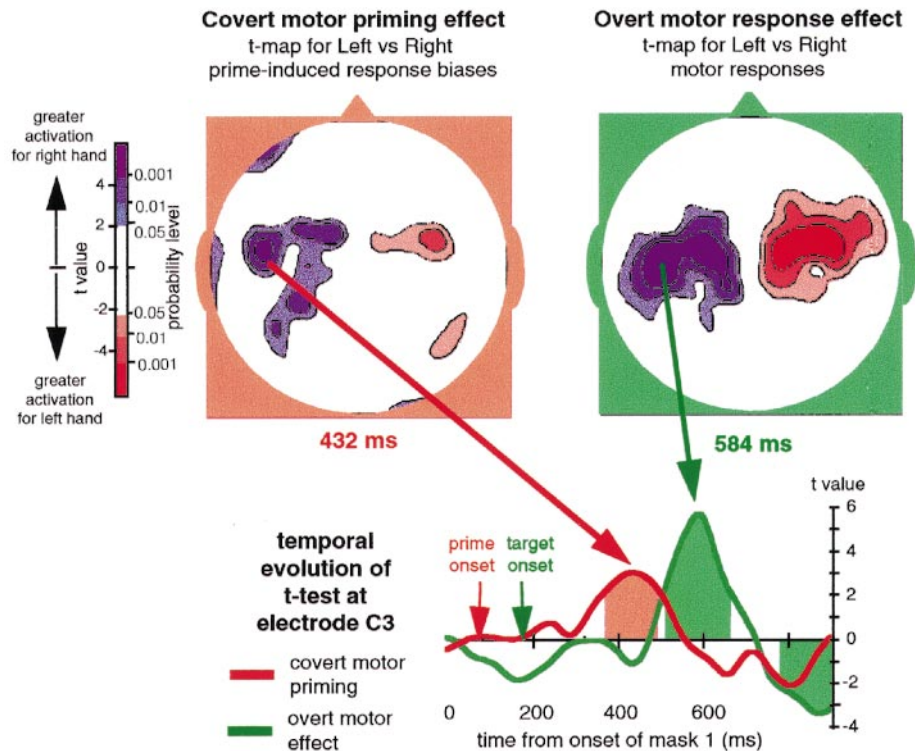 Covert motor priming effect
t-map for Left vs Right
prime-induced response biases
Overt motor response effect
t-map for Left vs Right
motor responses
greater
activation
for right hand
t value
4
2
0
-2
-4
probability level
0.001
0.01
0.05
0.05
0.01
0.001
greater
activation
for left hand
432 ms
584 ms
temporal
evolution of
t-test at
electrode C3
covert motor
priming
overt motor
effect
prime
onset
target
onset
t value
6
4
2
0
-2
-4
0
200
400
600
time from onset of mask 1 (ms)